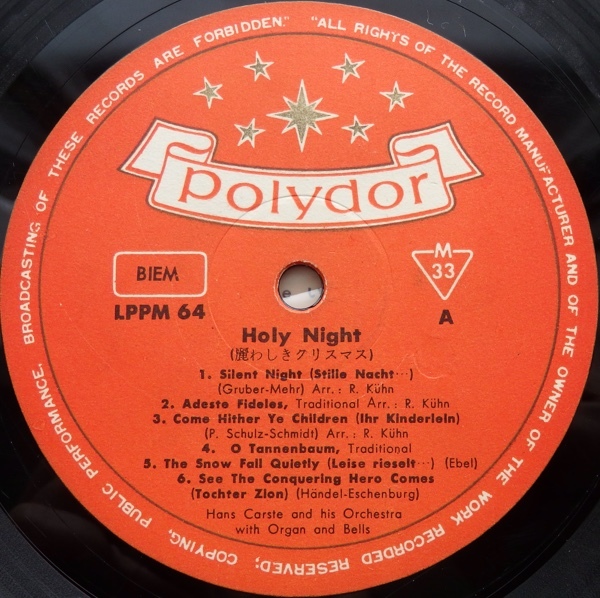 "ALL RIGHTS OF THE RECORD MANUFACTURER AND OF THE OWNER OF THE WORK RECORDED RESERVED; COPYING, PUBLIC PERFORMANCE, BROADCASTING OF THESE RECORDS ARE FORBIDDEN."
polydor
BIEM
LPPM 64
M
33
A
Holy Night
(麗わしきクリスマス)
1. Silent Night (Stille Nacht…)
(Gruber-Mehr) Arr.: R. Kühn
2. Adeste Fideles, Traditional Arr.: R. Kühn
3. Come Hither Ye Children (Ihr Kinderlein)
(P. Schulz-Schmidt) Arr.: R. Kühn
4. O Tannenbaum, Traditional
5. The Snow Fall Quietly (Leise rieselt…) (Ebel)
6. See The Conquering Hero Comes
(Tochter Zion) (Händel-Eschenburg)
Hans Carste and his Orchestra
with Organ and Bells